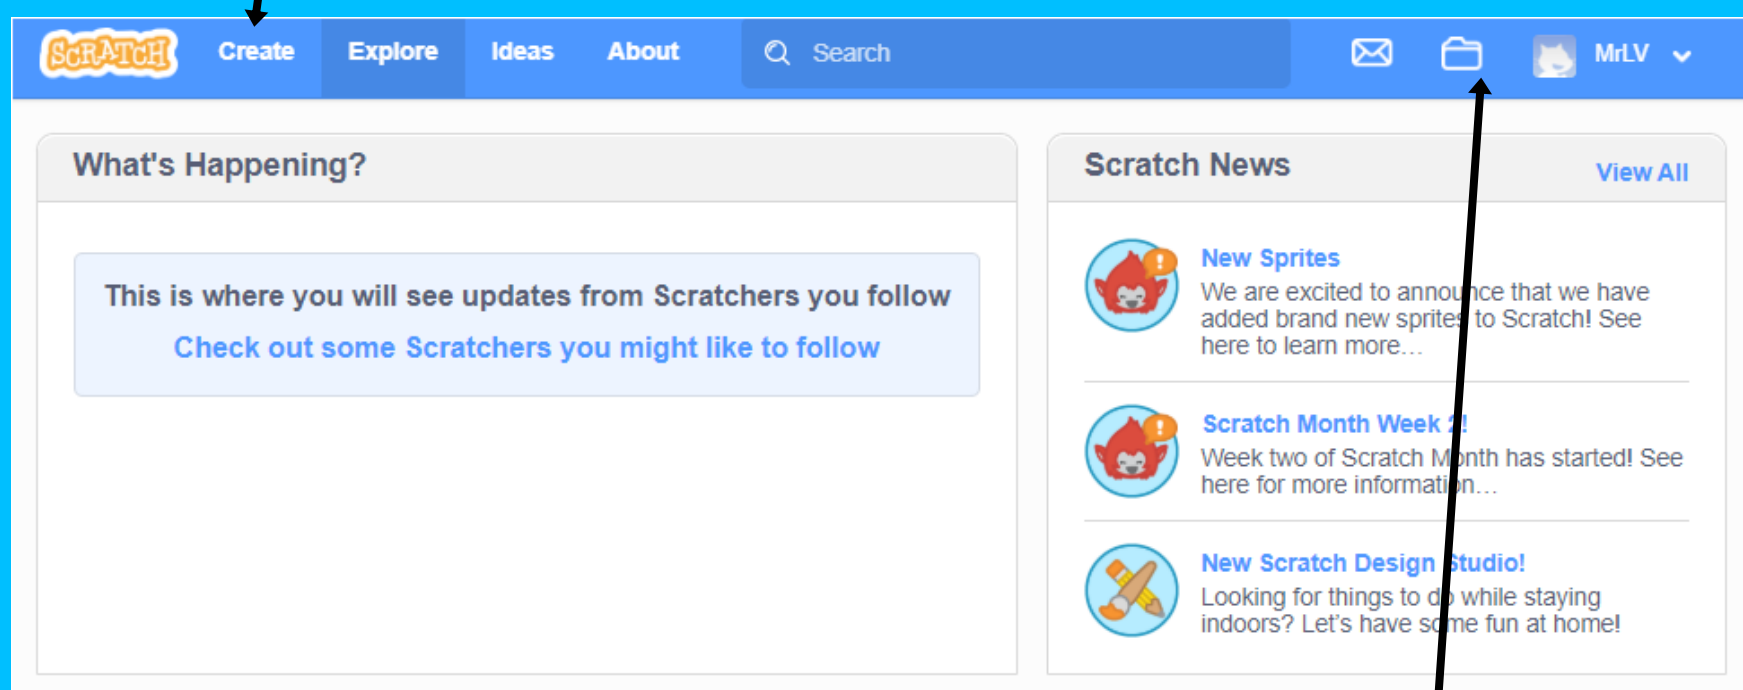 SCRATCH Create Explore Ideas About Search MrLV
What's Happening?
This is where you will see updates from Scratchers you follow
Check out some Scratchers you might like to follow
Scratch News View All
New Sprites
We are excited to announce that we have
added brand new sprites to Scratch! See
here to learn more...
Scratch Month Week 2!
Week two of Scratch Month has started! See
here for more information...
New Scratch Design Studio!
Looking for things to do while staying
indoors? Let's have some fun at home!